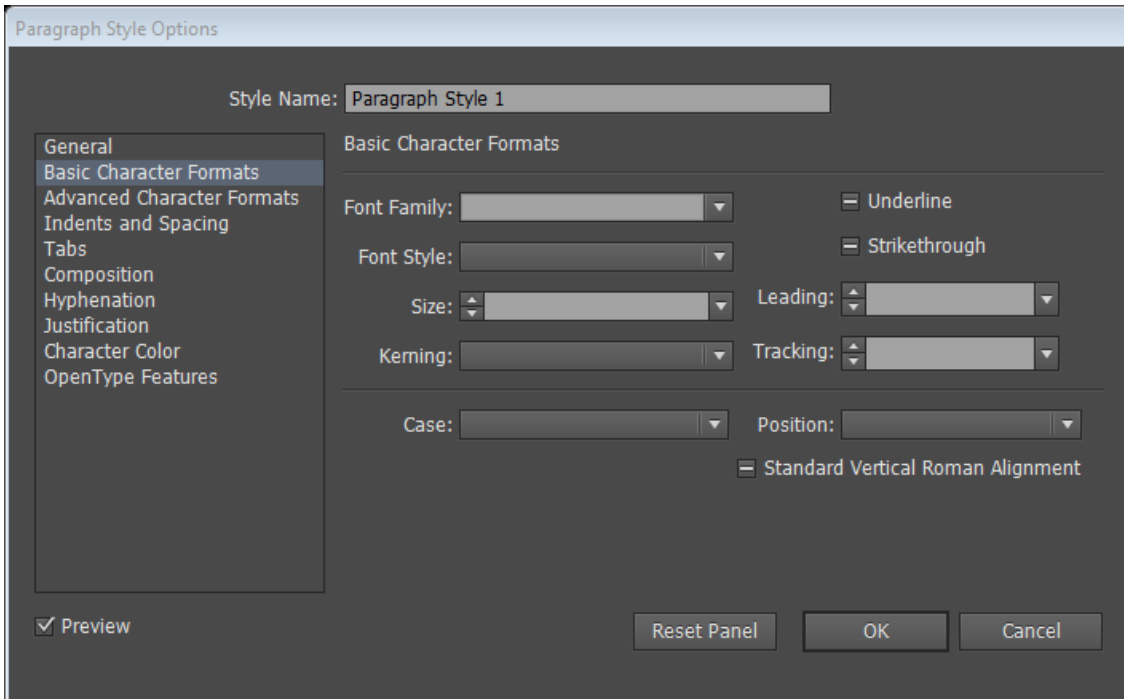 Paragraph Style Options
Style Name: Paragraph Style 1
General
Basic Character Formats
Advanced Character Formats
Indents and Spacing
Tabs
Composition
Hyphenation
Justification
Character Color
OpenType Features
Basic Character Formats
Font Family:
Underline
Font Style:
Strikethrough
Size:
Leading:
Kerning:
Tracking:
Case:
Position:
Standard Vertical Roman Alignment
Preview
Reset Panel
OK
Cancel